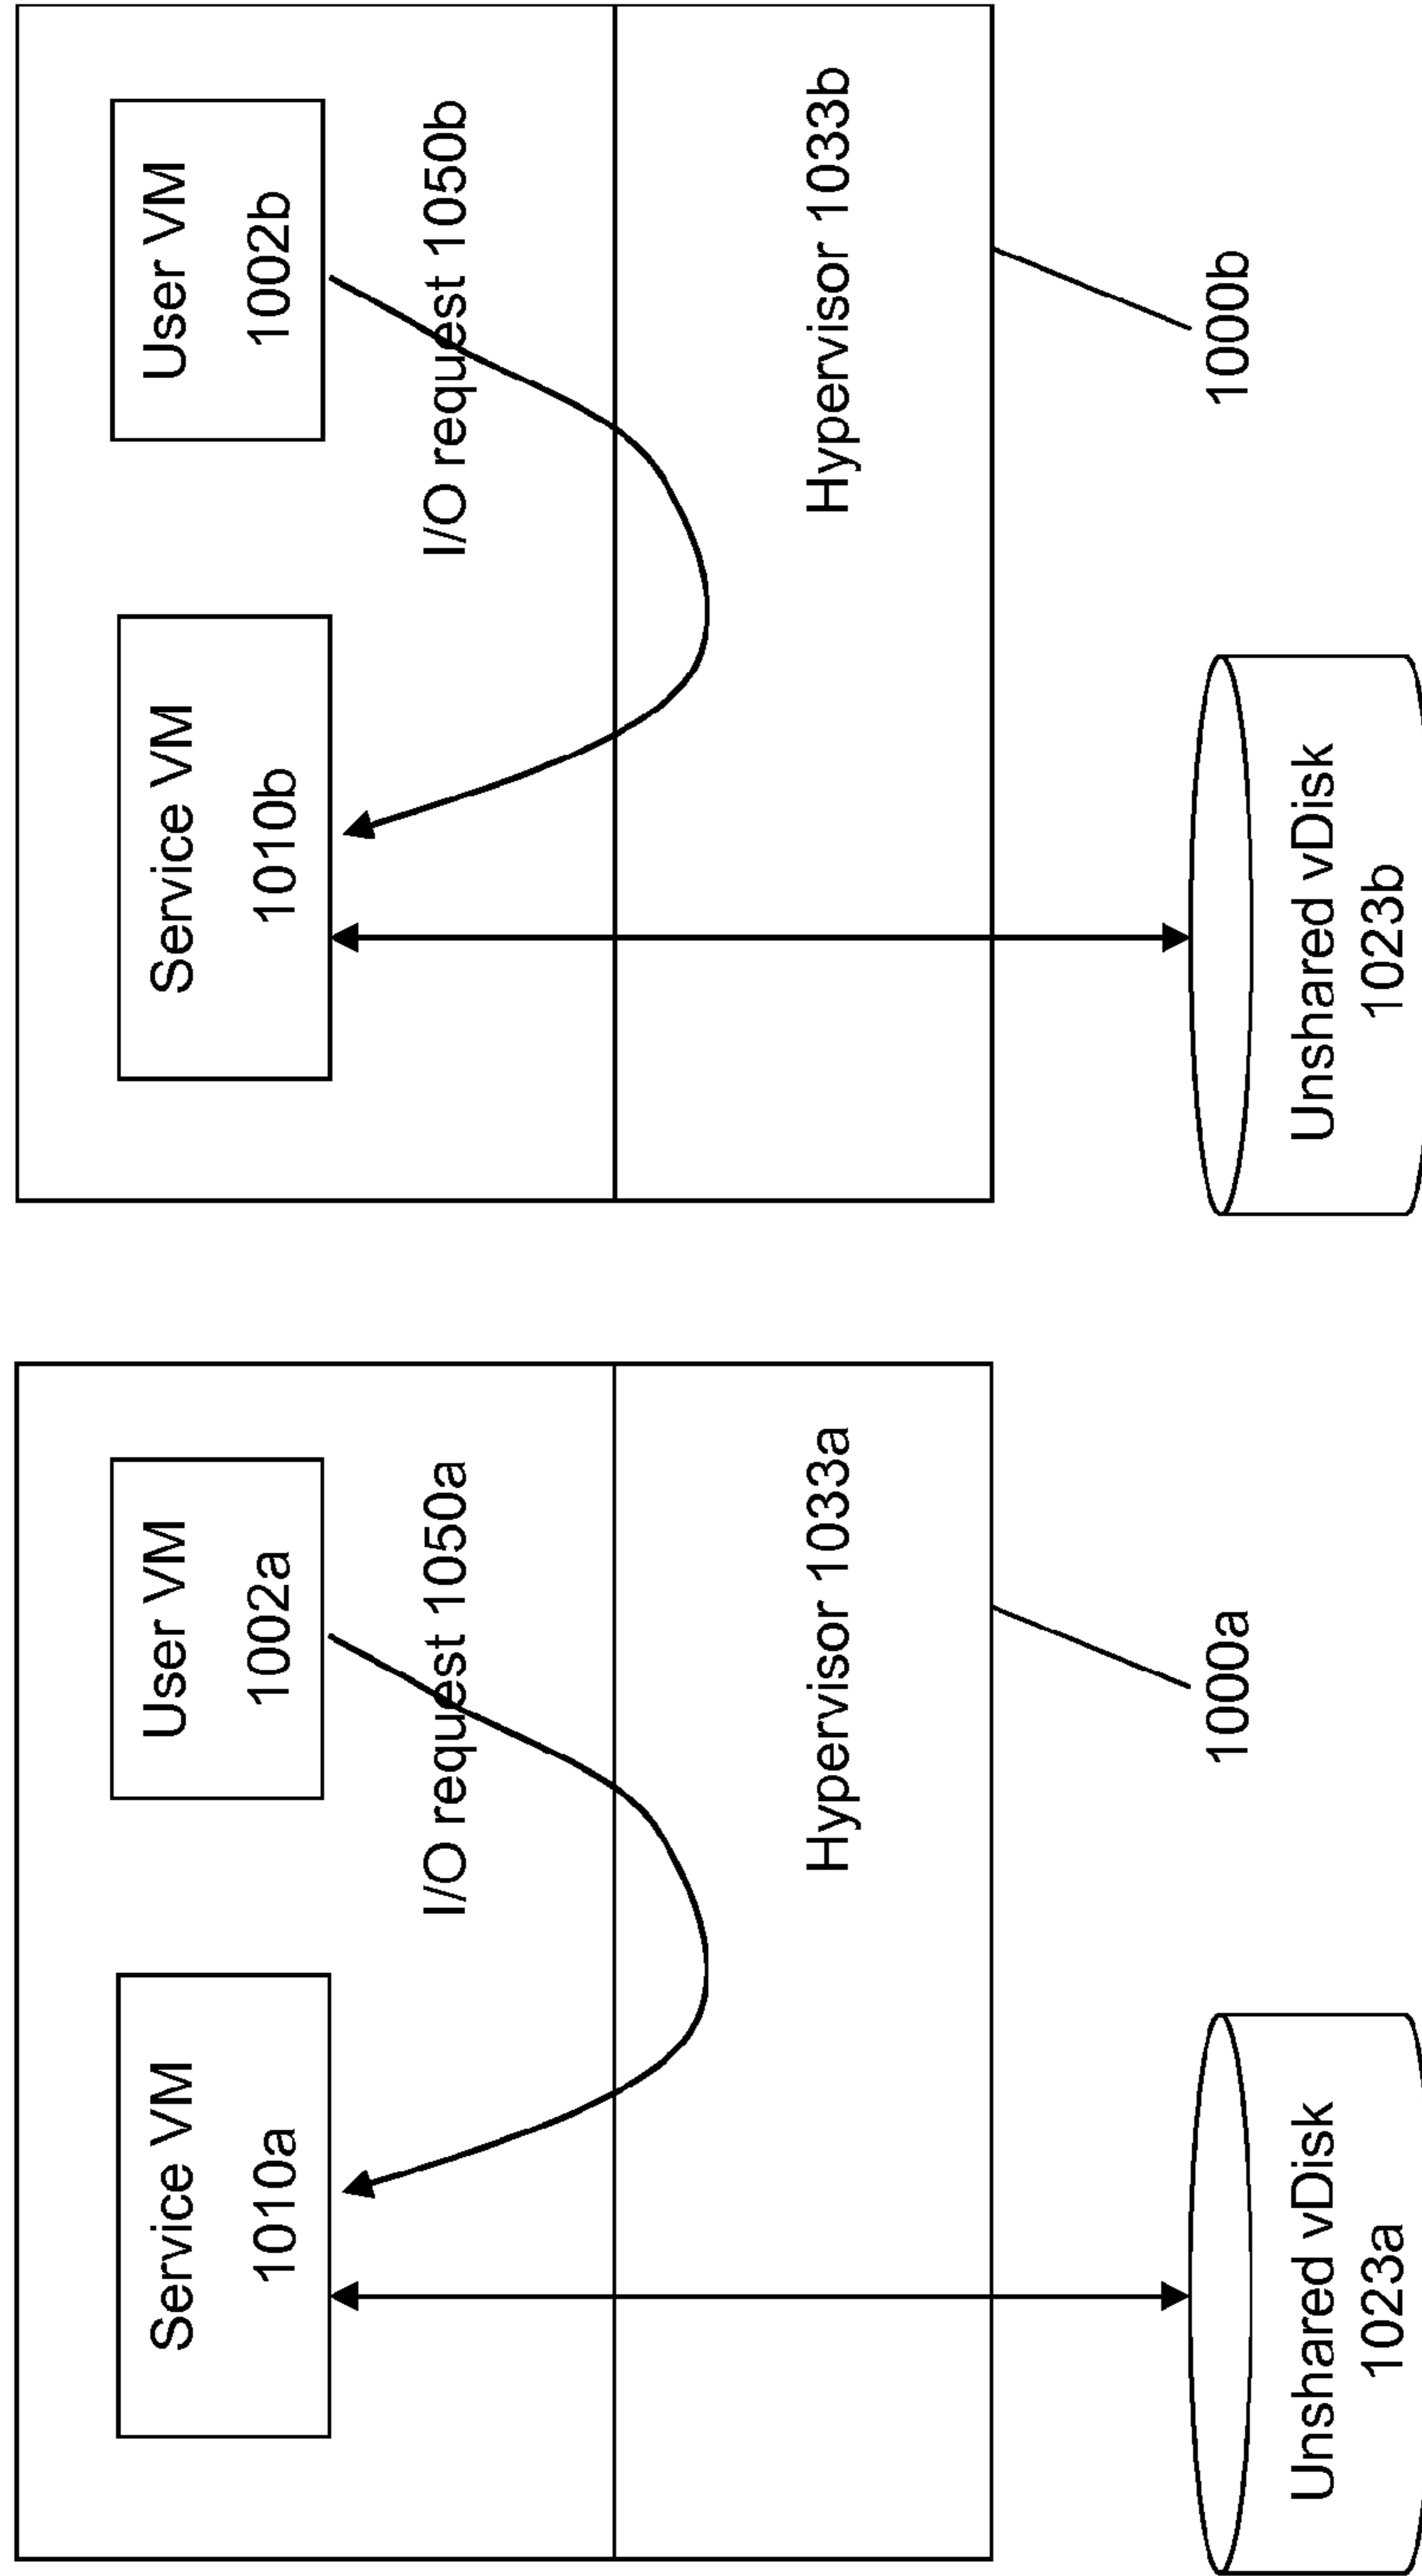 Service VM
1010a
User VM
1002a
I/O request 1050a
Hypervisor 1033a
1000a
Unshared vDisk
1023a
Service VM
1010b
User VM
1002b
I/O request 1050b
Hypervisor 1033b
1000b
Unshared vDisk
1023b